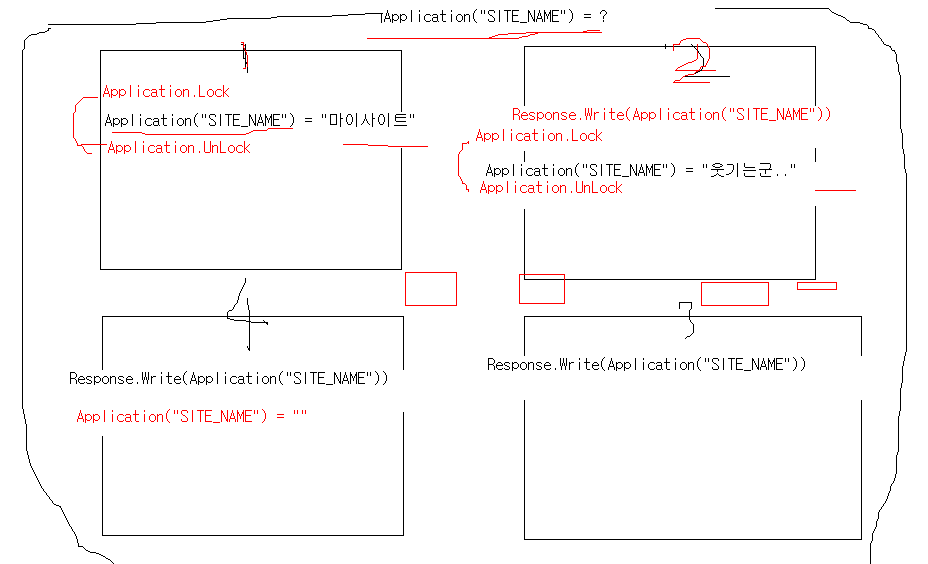 Application("SITE_NAME") = ?
1
Application.Lock
Application("SITE_NAME") = "마이사이트"
Application.UnLock
2
Response.Write(Application("SITE_NAME"))
Application.Lock
Application("SITE_NAME") = "웃기는군.."
Application.UnLock
4
Response.Write(Application("SITE_NAME"))
Application("SITE_NAME") = ""
3
Response.Write(Application("SITE_NAME"))